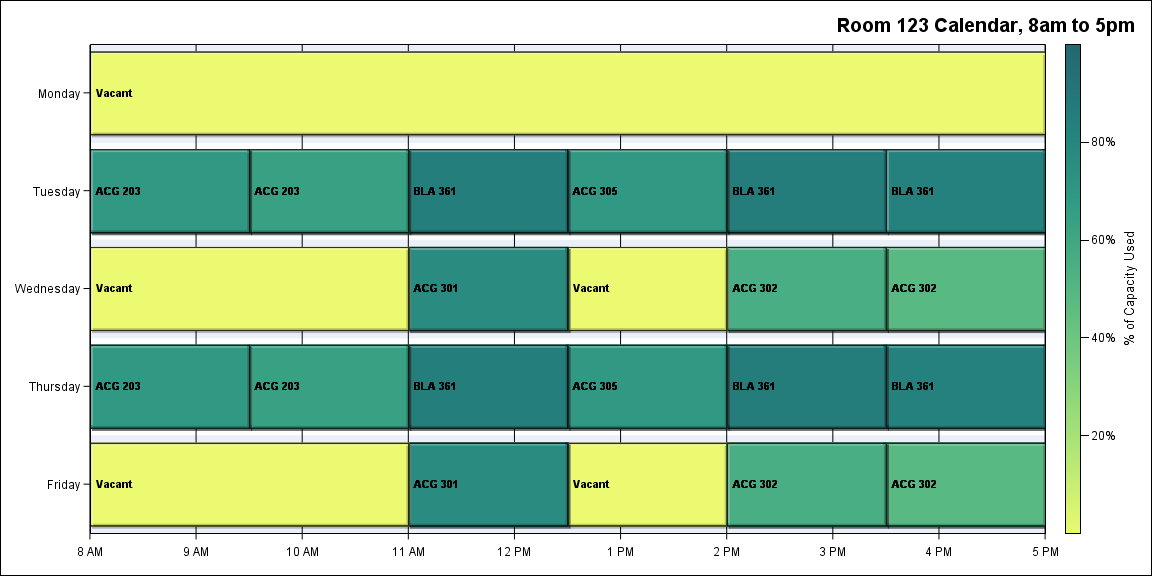 Room 123 Calendar, 8am to 5pm
Monday
Vacant
Tuesday
ACG 203
ACG 203
BLA 361
ACG 305
BLA 361
BLA 361
Wednesday
Vacant
ACG 301
Vacant
ACG 302
ACG 302
Thursday
ACG 203
ACG 203
BLA 361
ACG 305
BLA 361
BLA 361
Friday
Vacant
ACG 301
Vacant
ACG 302
ACG 302
8 AM
9 AM
10 AM
11 AM
12 PM
1 PM
2 PM
3 PM
4 PM
5 PM
80%
60%
40%
20%
% of Capacity Used